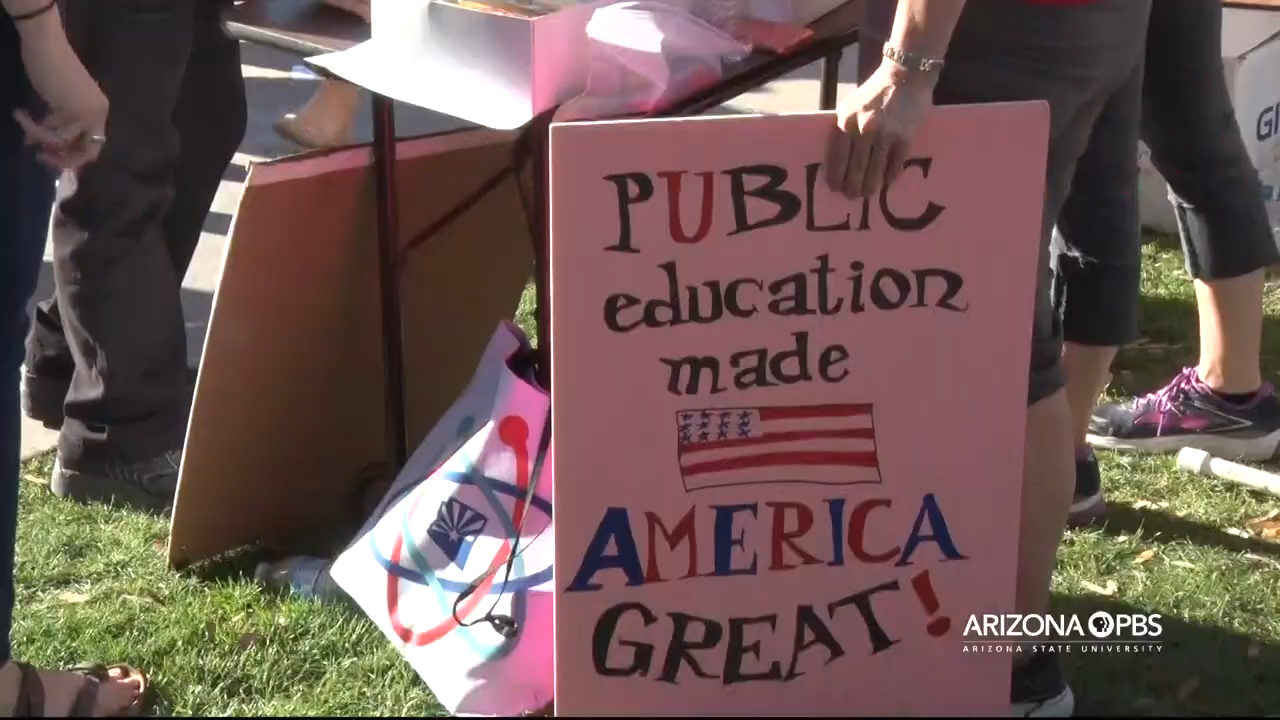 PUBLIC
education
made
AMERICA
GREAT!
ARIZONA PBS
ARIZONA STATE UNIVERSITY